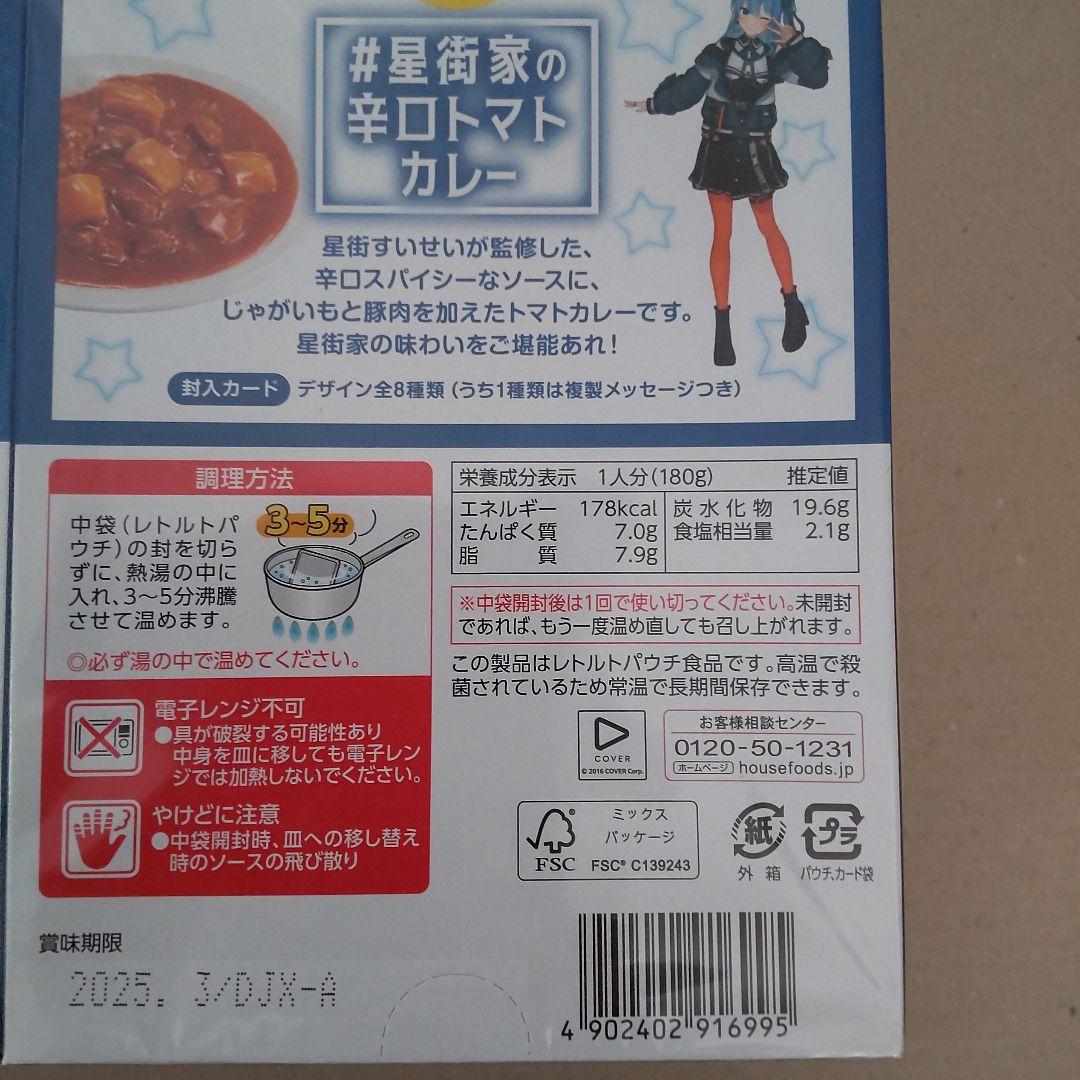 #星街家の
辛口トマト
カレー
星街すいせいが監修した、
辛口スパイシーなソースに、
じゃがいもと豚肉を加えたトマトカレーです。
星街家の味わいをご堪能あれ!
封入カード デザイン全8種類(うち1種類は複製メッセージつき)
調理方法
中袋(レトルトパ
ウチ)の封を切ら
ずに、熱湯の中に
入れ、3〜5分沸騰
させて温めます。
3〜5分
◎必ず湯の中で温めてください。
電子レンジ不可
●具が破裂する可能性あり
中身を皿に移しても電子レン
ジでは加熱しないでください。
やけどに注意
●中袋開封時、皿への移し替え
時のソースの飛び散り
栄養成分表示 1人分(180g) 推定値
エネルギー 178kcal 炭水化物 19.6g
たんぱく質 7.0g 食塩相当量 2.1g
脂質 7.9g
※中袋開封後は1回で使い切ってください。未開封
であれば、もう一度温め直しても召し上がれます。
この製品はレトルトパウチ食品です。高温で殺
菌されているため常温で長期間保存できます。
COVER
© 2016 COVER Corp.
お客様相談センター
0120-50-1231
ホームページ housefoods.jp
FSC
ミックス
パッケージ
FSC® C139243
紙
外箱
プラ
パウチ、カード袋
賞味期限
2025. 3/DJX-A
4 902402 916995